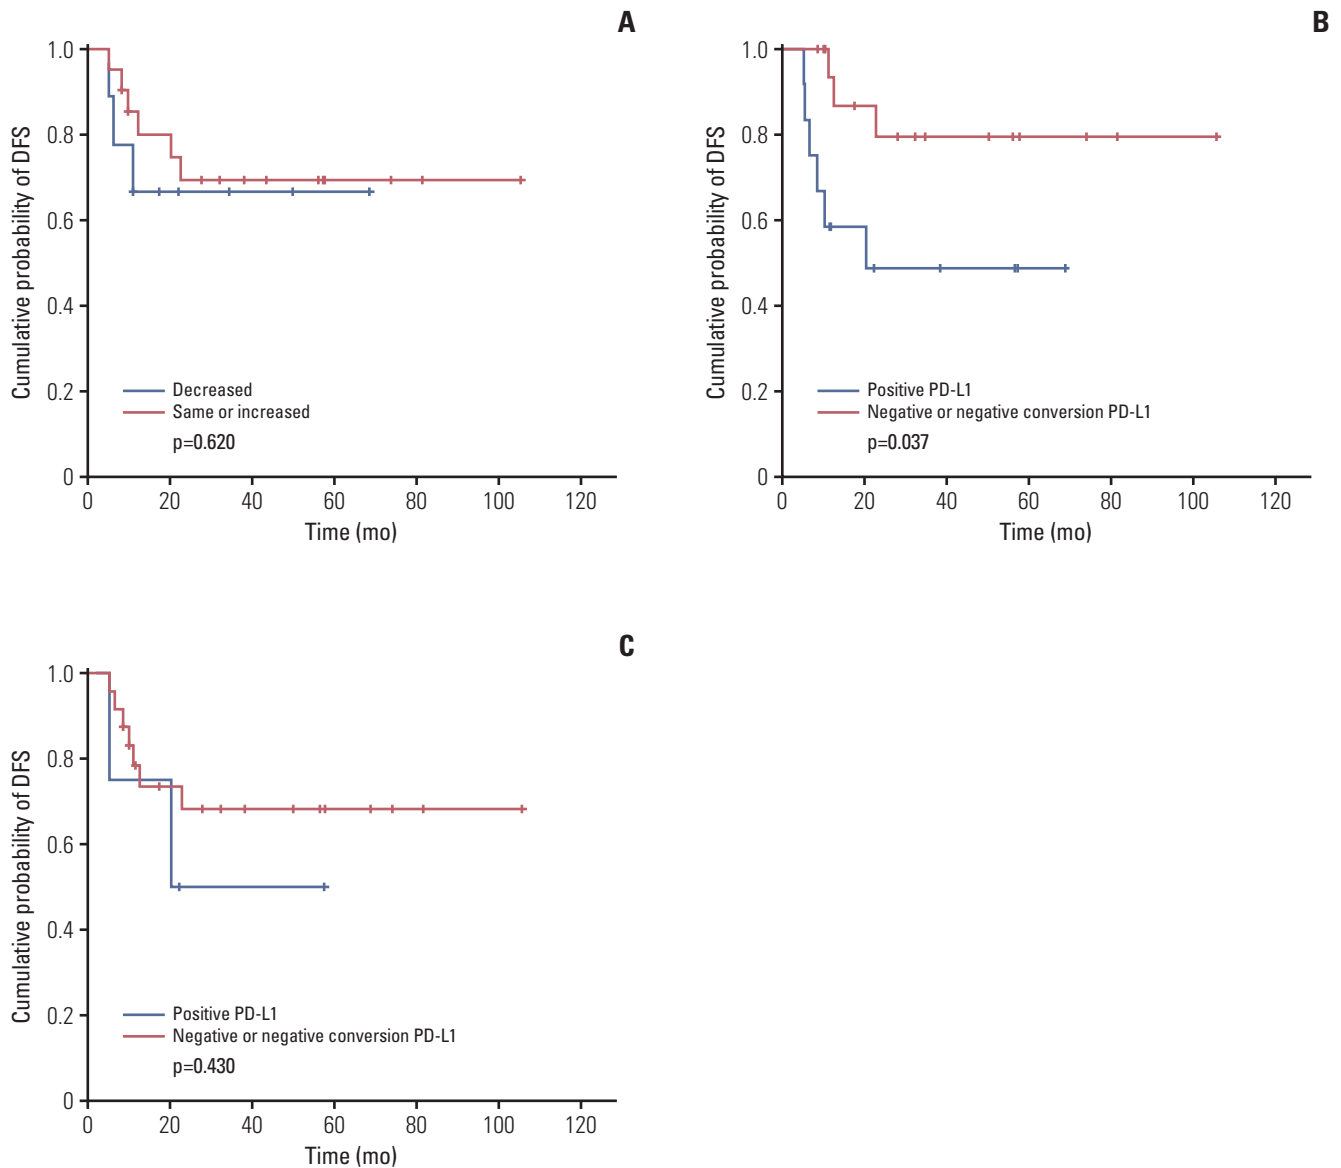 A
1.0
0.8
0.6
0.4
0.2
0
Cumulative probability of DFS
Decreased
Same or increased
p=0.620
0 20 40 60 80 100 120
Time (mo)
B
1.0
0.8
0.6
0.4
0.2
0
Cumulative probability of DFS
Positive PD-L1
Negative or negative conversion PD-L1
p=0.037
0 20 40 60 80 100 120
Time (mo)
C
1.0
0.8
0.6
0.4
0.2
0
Cumulative probability of DFS
Positive PD-L1
Negative or negative conversion PD-L1
p=0.430
0 20 40 60 80 100 120
Time (mo)